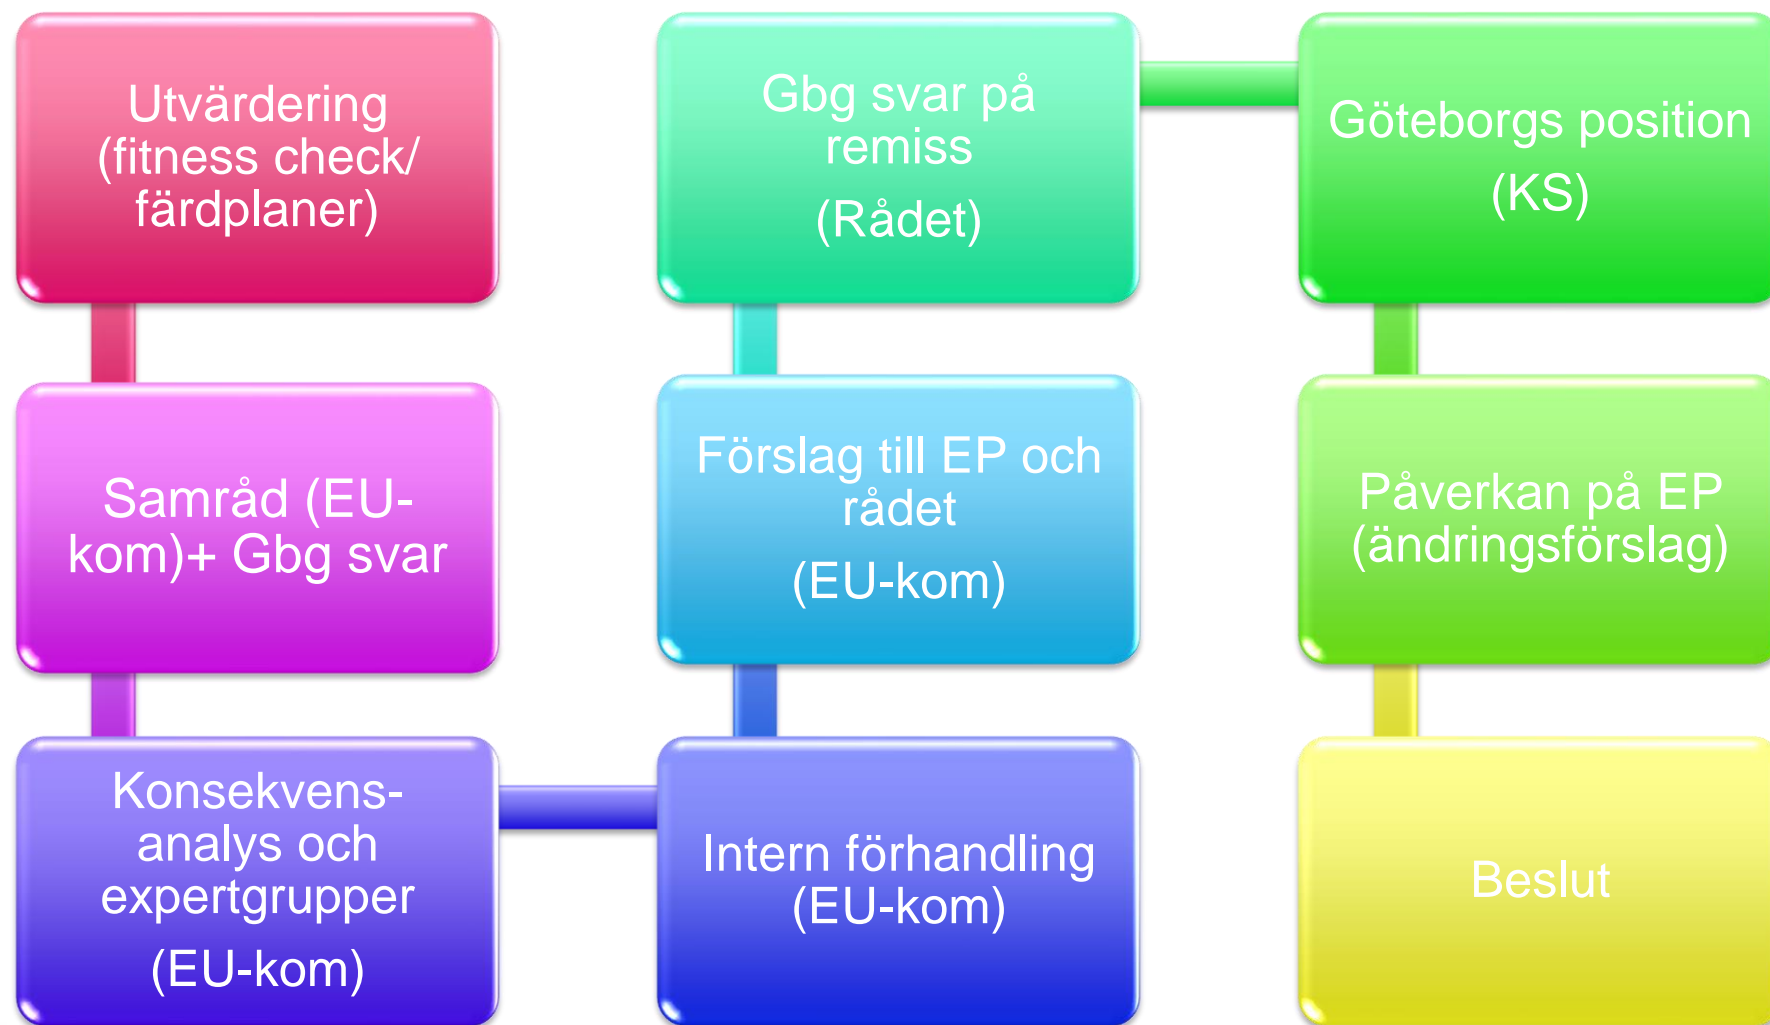 Utvärdering
(fitness check/
färdplaner)
Samråd (EU-
kom)+ Gbg svar
Konsekvens-
analys och
expertgrupper
(EU-kom)
Intern förhandling
(EU-kom)
Förslag till EP och
rådet
(EU-kom)
Gbg svar på
remiss
(Rådet)
Göteborgs position
(KS)
Påverkan på EP
(ändringsförslag)
Beslut